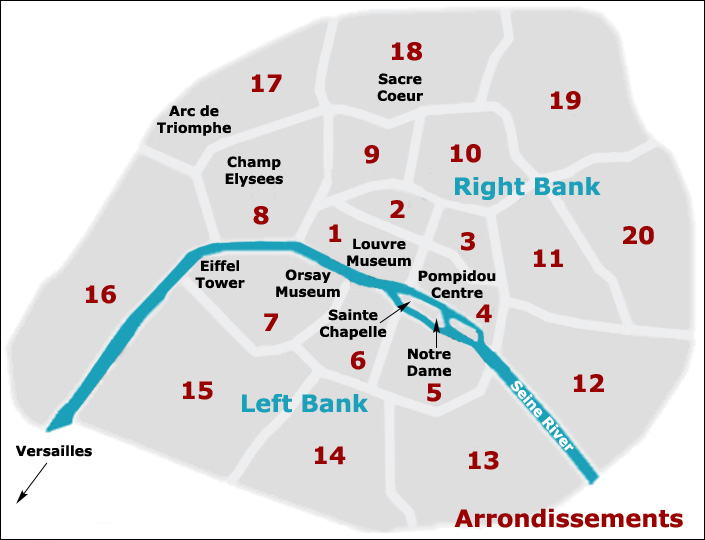 18
Sacre
Coeur
17
19
Arc de
Triomphe
9
10
Champ
Elysees
Right Bank
8
2
1
3
20
Louvre
Museum
11
Eiffel
Tower
Orsay
Museum
Pompidou
Centre
16
7
Sainte
Chapelle
4
Notre
Dame
6
5
12
15
Left Bank
Seine River
14
13
Versailles
Arrondissements